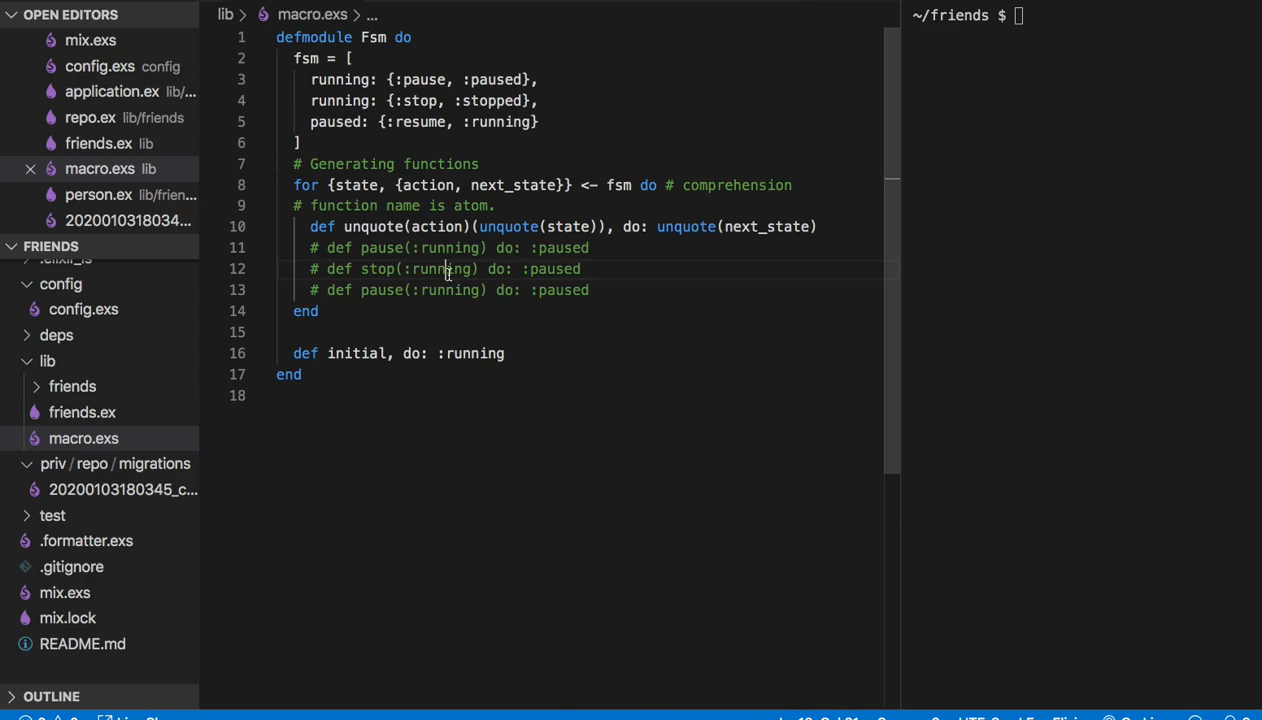 OPEN EDITORS
mix.exs
config.exs config
application.ex lib/...
repo.ex lib/friends
friends.ex lib
macro.exs lib
person.ex lib/frien...
2020010318034...
FRIENDS
config
config.exs
deps
lib
friends
friends.ex
macro.exs
priv / repo / migrations
20200103180345_c...
test
.formatter.exs
.gitignore
mix.exs
mix.lock
README.md
OUTLINE
lib > macro.exs > ...
1 defmodule Fsm do
2 fsm = [
3 running: {:pause, :paused},
4 running: {:stop, :stopped},
5 paused: {:resume, :running}
6 ]
7 # Generating functions
8 for {state, {action, next_state}} <- fsm do # comprehension
9 # function name is atom.
10 def unquote(action)(unquote(state)), do: unquote(next_state)
11 # def pause(:running) do: :paused
12 # def stop(:running) do: :paused
13 # def pause(:running) do: :paused
14 end
15
16 def initial, do: :running
17 end
18
~/friends $